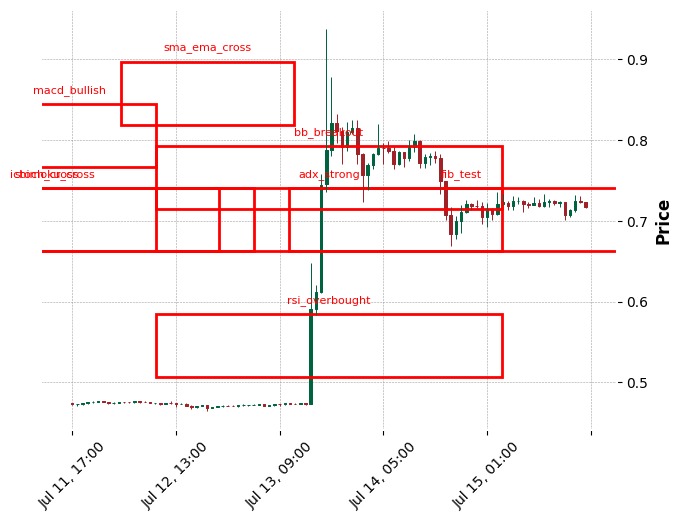 sma_ema_cross
0.9
macd_bullish
bb_breakout
0.8
stoch_cross
adx_strong
fib_test
0.7
Price
rsi_overbought
0.6
0.5
Jul 11, 17:00
Jul 12, 13:00
Jul 13, 09:00
Jul 14, 05:00
Jul 15, 01:00